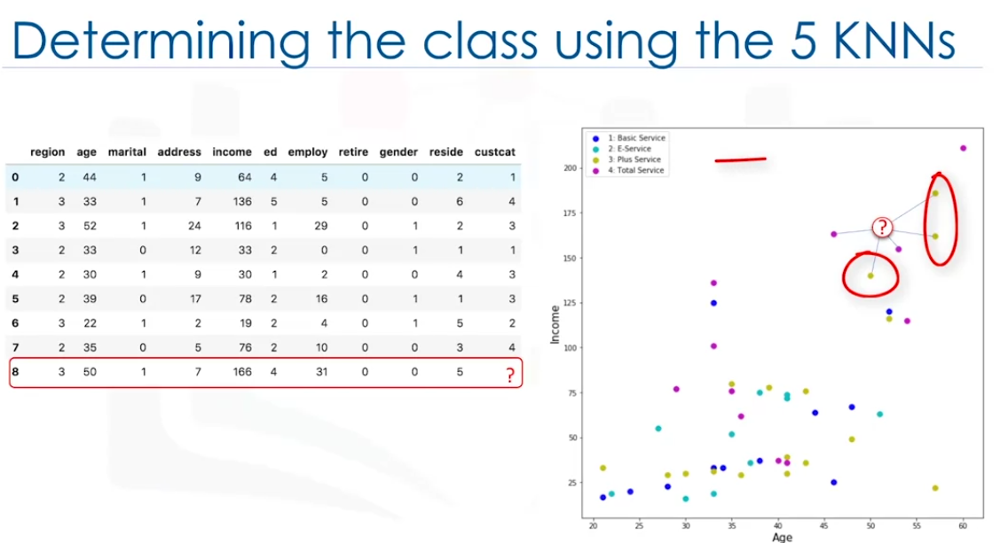 Determining the class using the 5 KNNs
region age marital address income ed employ retire gender reside custcat
0 2 44 1 9 64 4 5 0 0 2 1
1 3 33 1 7 136 5 5 0 0 6 4
2 3 52 1 24 116 1 29 0 1 2 3
3 2 33 0 12 33 2 0 0 1 1 1
4 2 30 1 9 30 1 2 0 0 4 3
5 2 39 0 17 78 2 16 0 1 1 3
6 3 22 1 2 19 2 4 0 1 5 2
7 2 35 0 5 76 2 10 0 0 3 4
8 3 50 1 7 166 4 31 0 0 5 ?
1: Basic Service
2: E-Service
3: Plus Service
4: Total Service
?
Income
200
175
150
125
100
75
50
25
20 25 30 35 40 45 50 55 60
Age